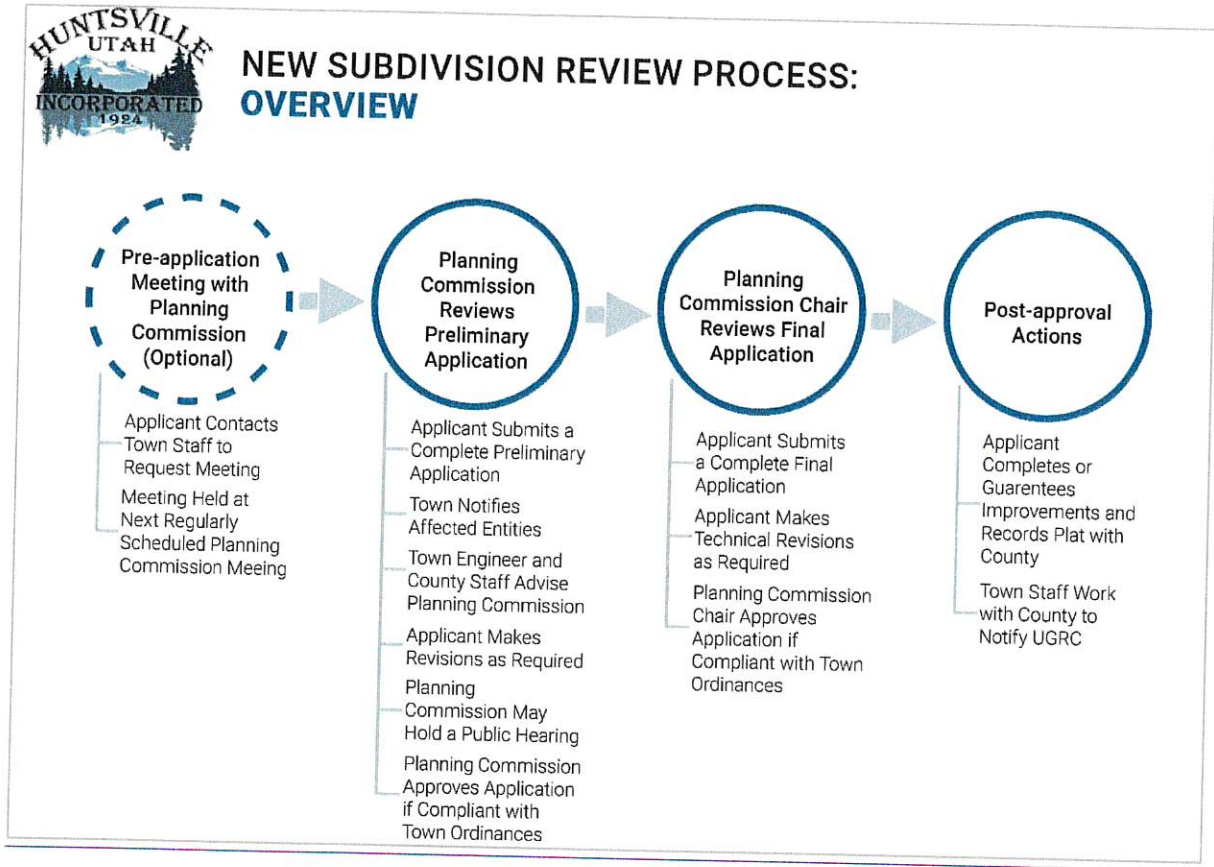 HUNTSVILLE
UTAH
INCORPORATED
1924
NEW SUBDIVISION REVIEW PROCESS:
OVERVIEW
Pre-application
Meeting with
Planning
Commission
(Optional)
Applicant Contacts
Town Staff to
Request Meeting
Meeting Held at
Next Regularly
Scheduled Planning
Commission Meeing
Planning
Commission
Reviews
Preliminary
Application
Applicant Submits a
Complete Preliminary
Application
Town Notifies
Affected Entities
Town Engineer and
County Staff Advise
Planning Commission
Applicant Makes
Revisions as Required
Planning
Commission May
Hold a Public Hearing
Planning Commission
Approves Application
if Compliant with
Town Ordinances
Planning
Commission Chair
Reviews Final
Application
Applicant Submits
a Complete Final
Application
Applicant Makes
Technical Revisions
as Required
Planning Commission
Chair Approves
Application if
Compliant with Town
Ordinances
Post-approval
Actions
Applicant
Completes or
Guarentees
Improvements and
Records Plat with
County
Town Staff Work
with County to
Notify UGRC